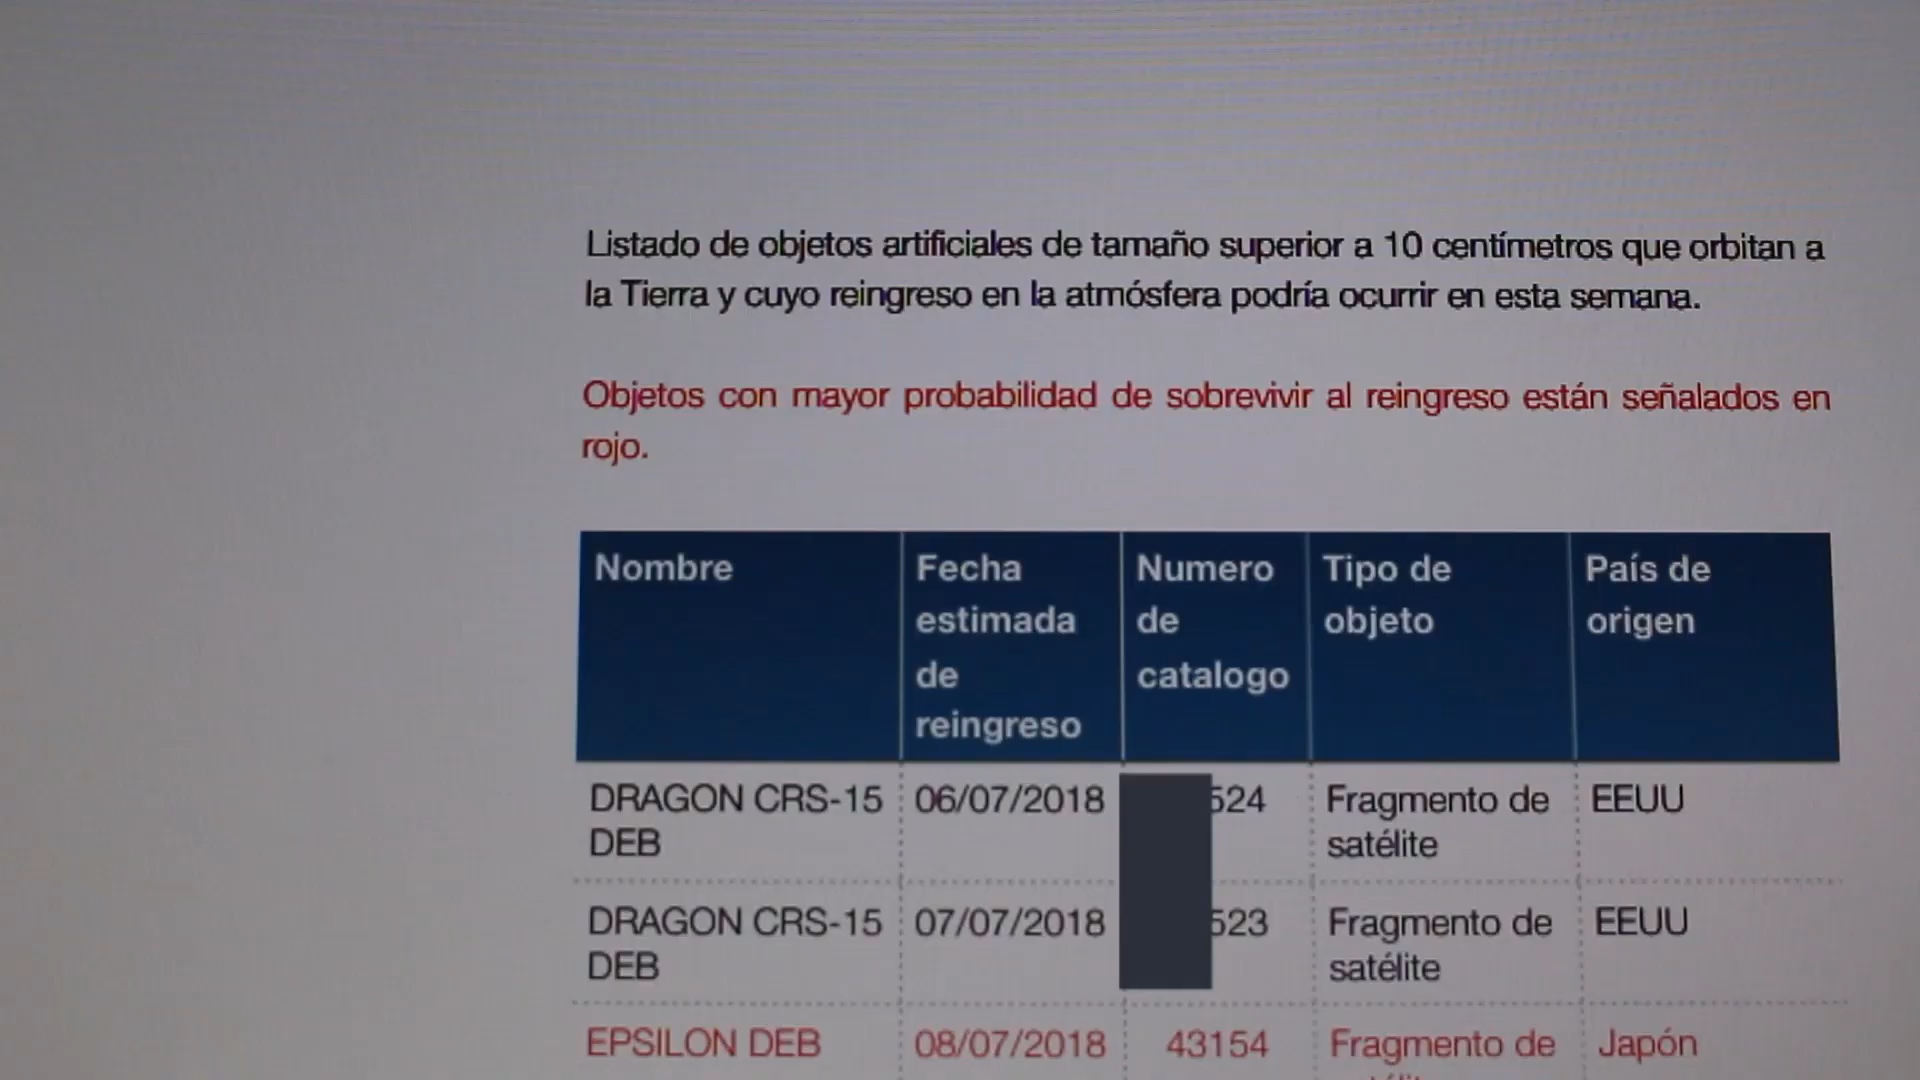 Listado de objetos artificiales de tamaño superior a 10 centímetros que orbitan a
la Tierra y cuyo reingreso en la atmósfera podría ocurrir en esta semana.
Objetos con mayor probabilidad de sobrevivir al reingreso están señalados en
rojo.
Nombre
Fecha
estimada
de
reingreso
Numero
de
catalogo
Tipo de
objeto
País de
origen
DRAGON CRS-15
DEB
06/07/2018
524
Fragmento de
satélite
EEUU
DRAGON CRS-15
DEB
07/07/2018
523
Fragmento de
satélite
EEUU
EPSILON DEB
08/07/2018
43154
Fragmento de
Japón